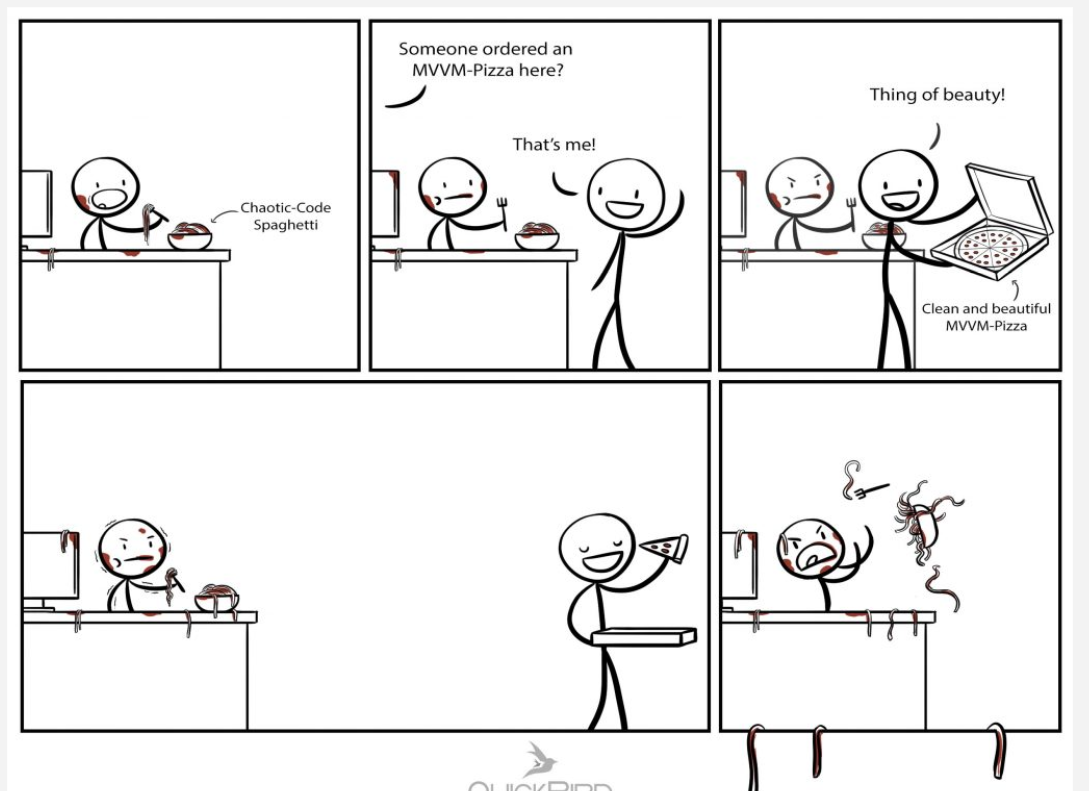 Chaotic-Code
Spaghetti
Someone ordered an
MVVM-Pizza here?
That's me!
Thing of beauty!
Clean and beautiful
MVVM-Pizza
QUICKBIRD